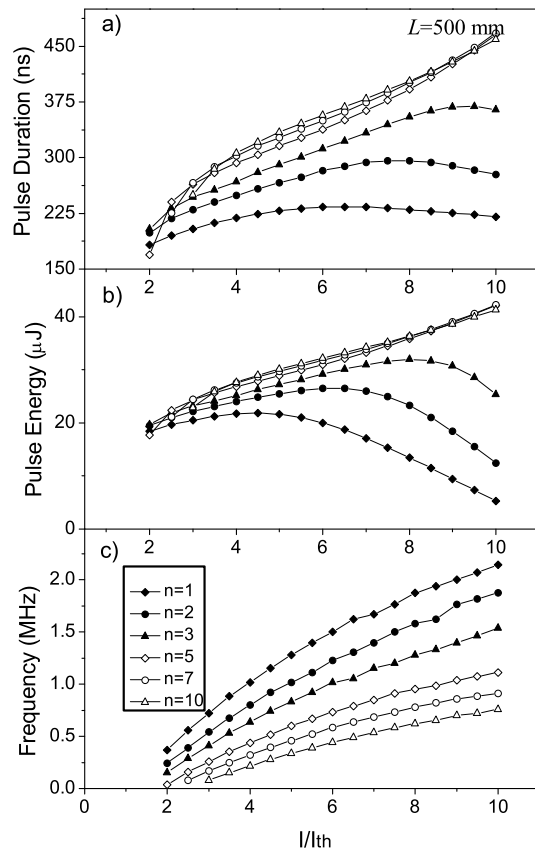 a)
L=500 mm
Pulse Duration (ns)
450
375
300
225
150
2 4 6 8 10
b)
Pulse Energy (μJ)
40
20
0
2 4 6 8 10
c)
Frequency (MHz)
2.0
1.5
1.0
0.5
0.0
n=1
n=2
n=3
n=5
n=7
n=10
0 2 4 6 8 10
I/Ith